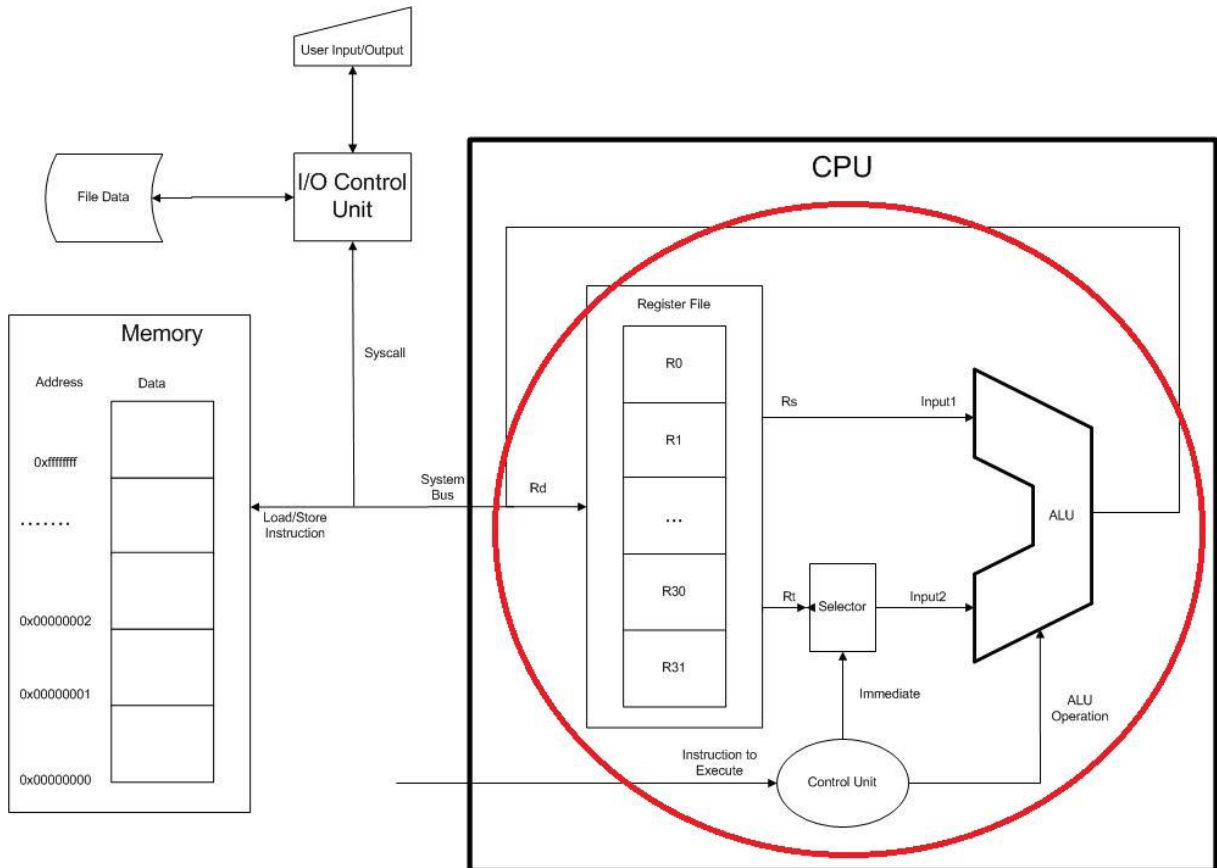 User Input/Output
File Data
I/O Control
Unit
CPU
Memory
Address
Data
0xffffffff
.......
0x00000002
0x00000001
0x00000000
Syscall
System
Bus
Load/Store
Instruction
Rd
Register File
R0
R1
...
R30
R31
Rs
Input1
Rt
Selector
Input2
ALU
Immediate
ALU
Operation
Instruction to
Execute
Control Unit